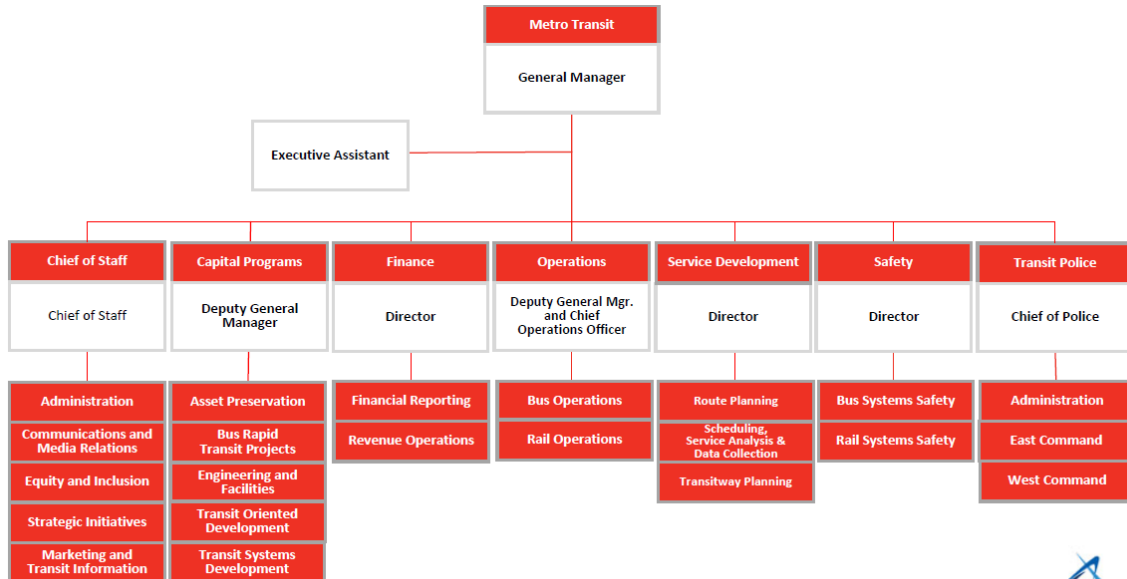 Metro Transit
General Manager
Executive Assistant
Chief of Staff
Chief of Staff
Administration
Communications and
Media Relations
Equity and Inclusion
Strategic Initiatives
Marketing and
Transit Information
Capital Programs
Deputy General
Manager
Asset Preservation
Bus Rapid
Transit Projects
Engineering and
Facilities
Transit Oriented
Development
Transit Systems
Development
Finance
Director
Financial Reporting
Revenue Operations
Operations
Deputy General Mgr.
and Chief
Operations Officer
Bus Operations
Rail Operations
Service Development
Director
Route Planning
Scheduling,
Service Analysis &
Data Collection
Transitway Planning
Safety
Director
Bus Systems Safety
Rail Systems Safety
Transit Police
Chief of Police
Administration
East Command
West Command